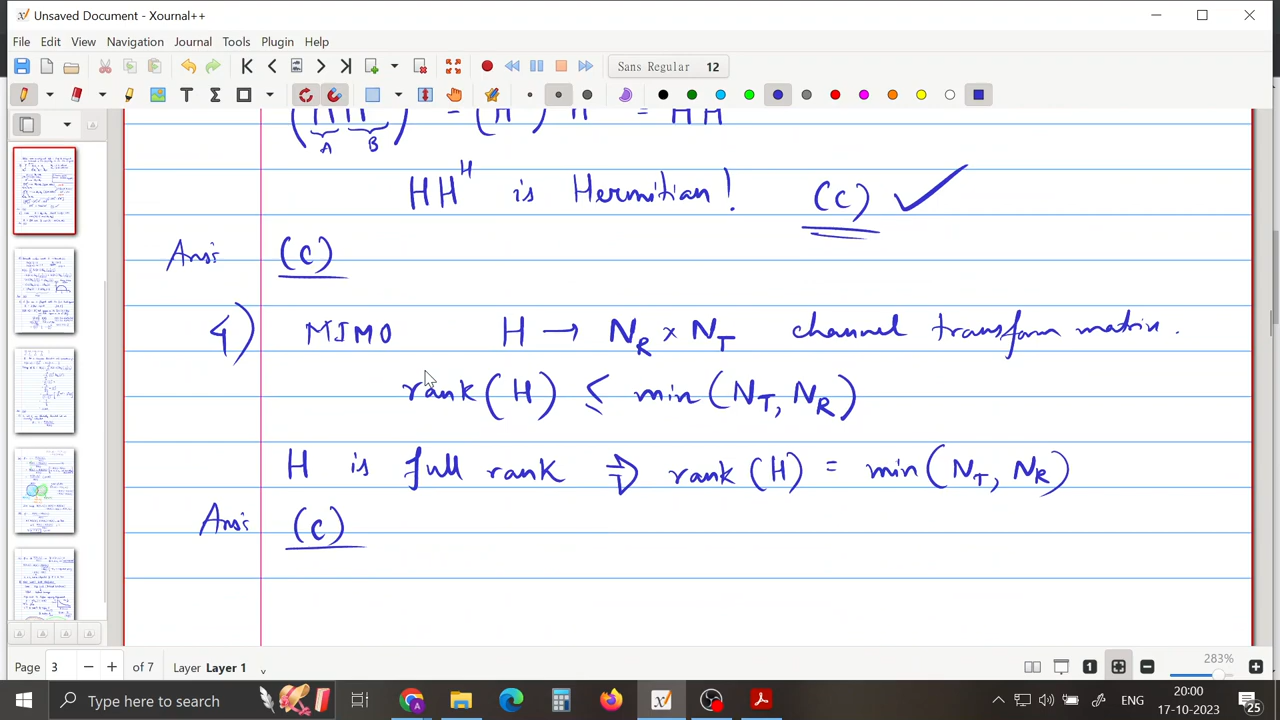 Unsaved Document - Xournal++
File Edit View Navigation Journal Tools Plugin Help
Sans Regular 12
A B
HH^H is Hermitian! (C) ✓
Ans: (C)
4) MIMO H → N_R × N_T channel transform matrix.
rank(H) ≤ min(N_T, N_R)
H is full rank ⇒ rank(H) = min(N_T, N_R)
Ans: (C)
Page 3 of 7 Layer Layer 1 283%
Type here to search
ENG
20:00
17-10-2023
25